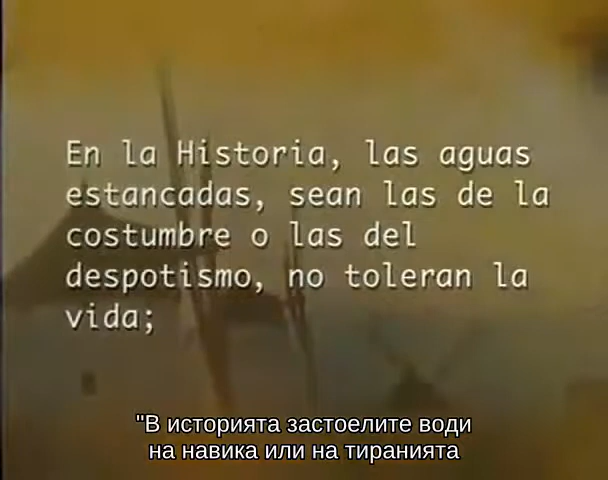 En la Historia, las aguas
estancadas, sean las de la
costumbre o las del
despotismo, no toleran la
vida;
"В историята застоелите води
на навика или на тиранията